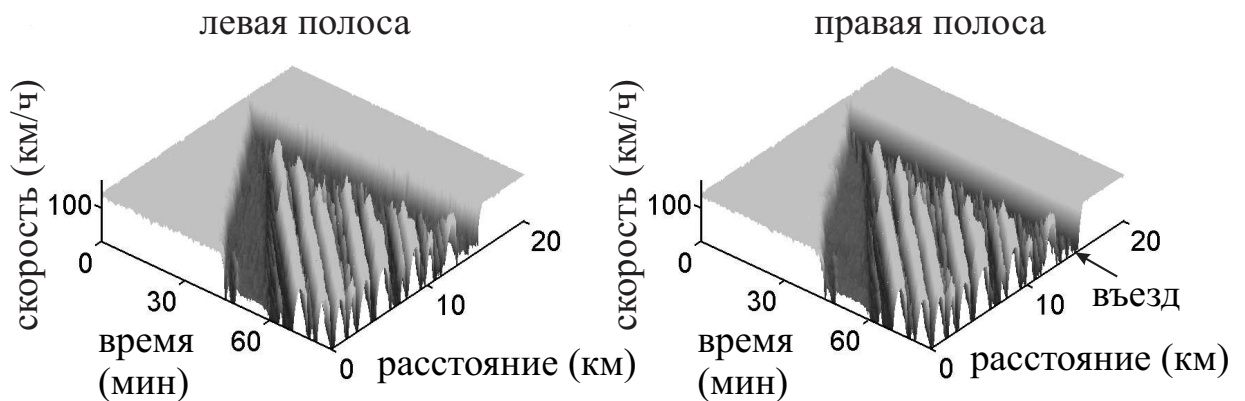 левая полоса
скорость (км/ч)
100
0
30
60
время
(мин)
0
10
20
расстояние (км)
правая полоса
скорость (км/ч)
100
0
30
60
время
(мин)
0
10
20
въезд
расстояние (км)